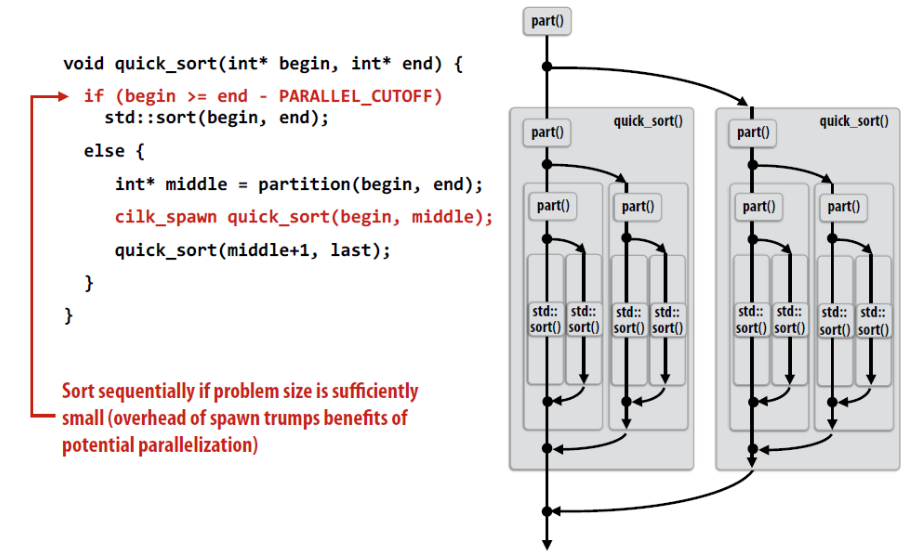 void quick_sort(int* begin, int* end) {
if (begin >= end - PARALLEL_CUTOFF)
std::sort(begin, end);
else {
int* middle = partition(begin, end);
cilk_spawn quick_sort(begin, middle);
quick_sort(middle+1, last);
}
}
Sort sequentially if problem size is sufficiently
small (overhead of spawn trumps benefits of
potential parallelization)
part()
part()
quick_sort()
part()
quick_sort()
part()
part()
part()
part()
std::
sort()
std::
sort()
std::
sort()
std::
sort()
std::
sort()
std::
sort()
std::
sort()
std::
sort()